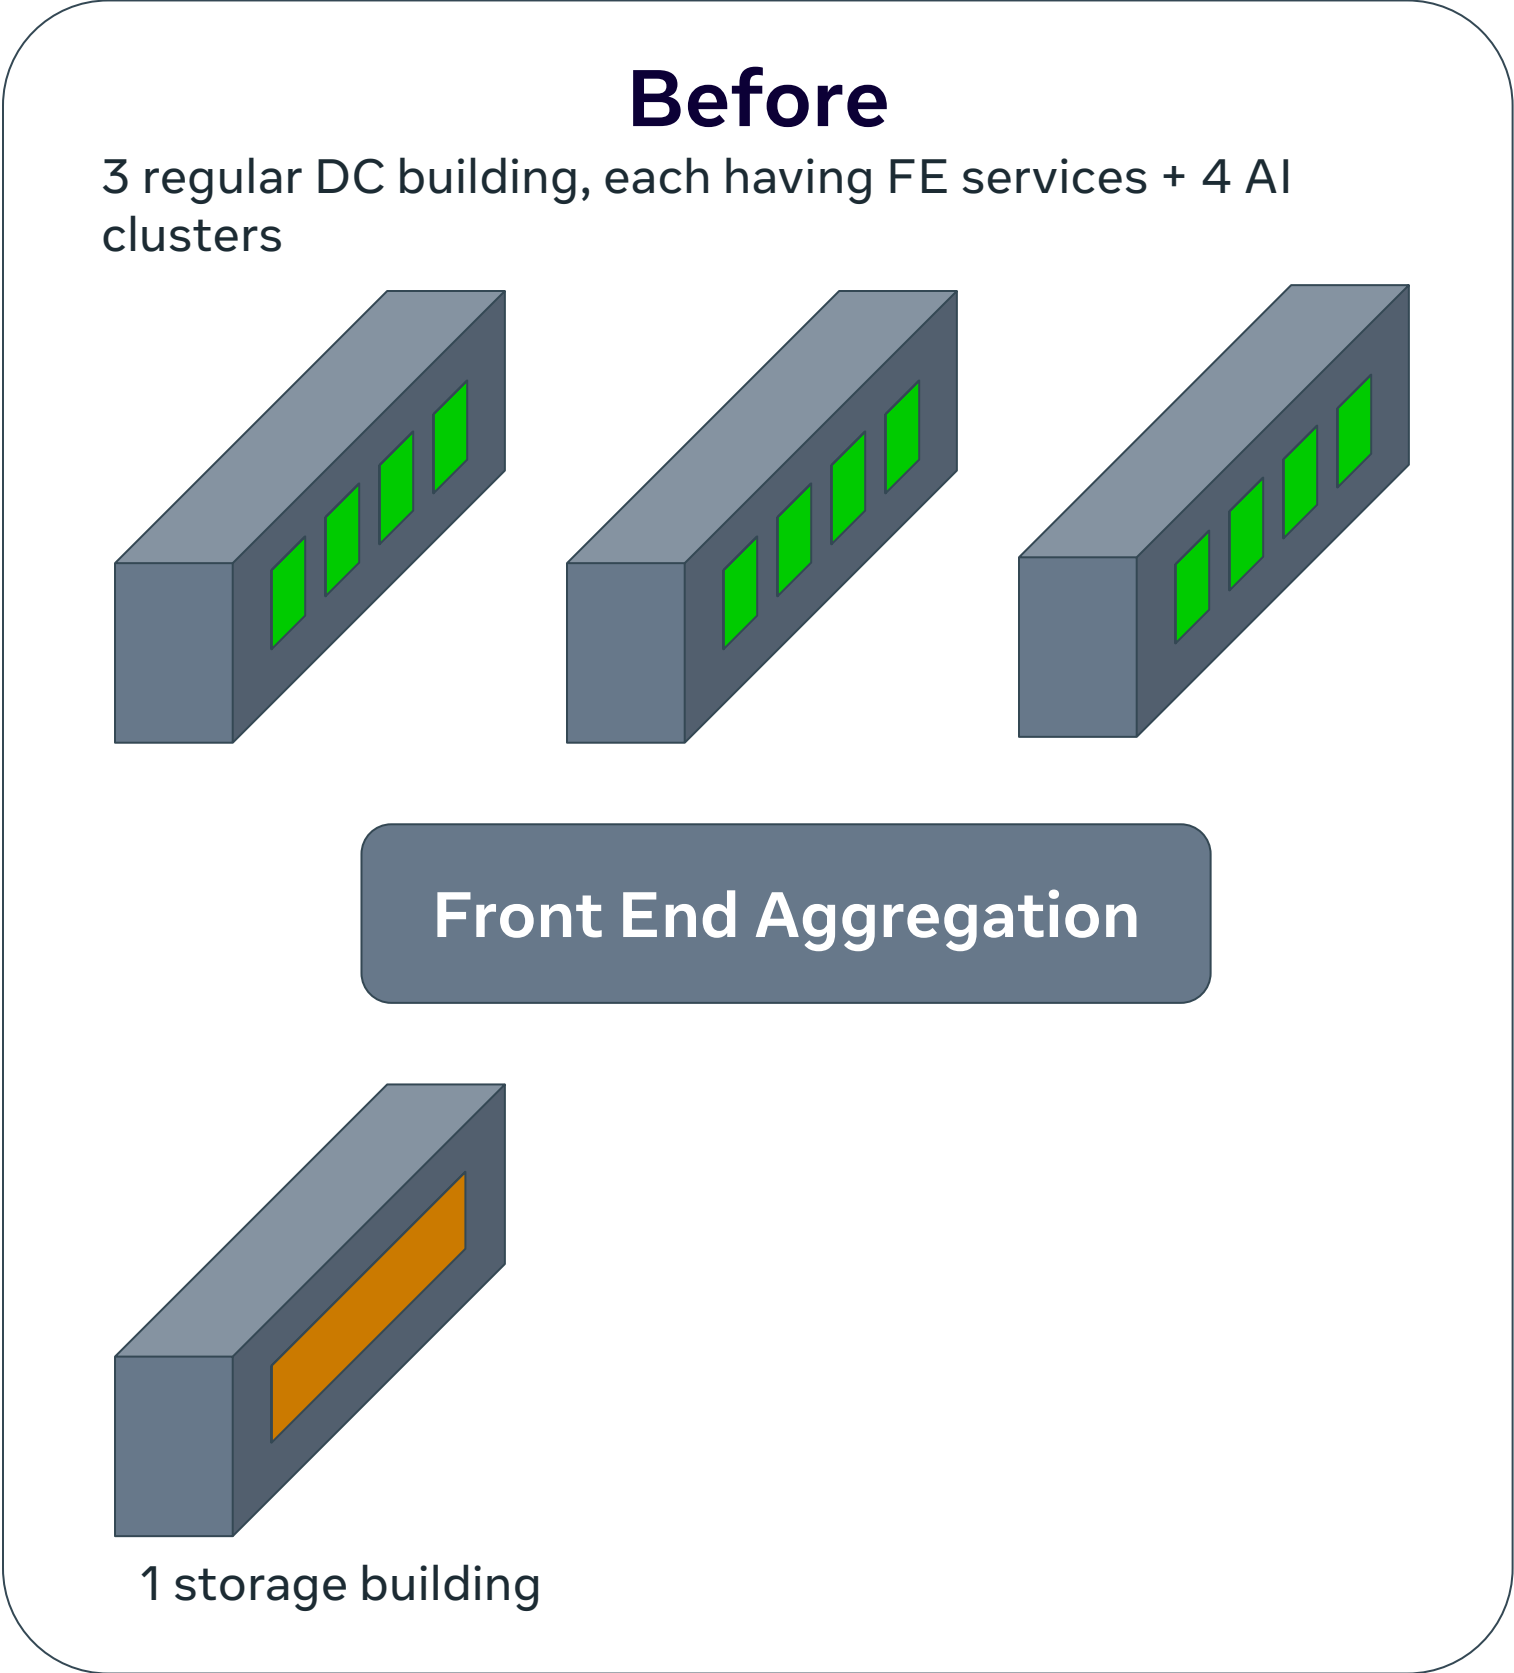 Before
3 regular DC building, each having FE services + 4 AI
clusters
Front End Aggregation
1 storage building